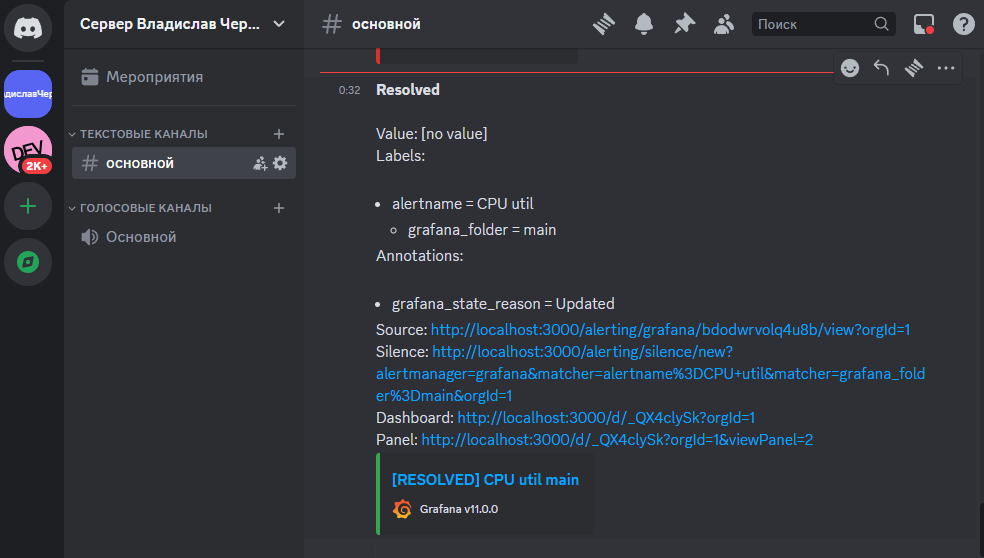 Сервер Владислав Чер...
основной
Поиск
диславЧер
DEV
2K+
Мероприятия
ТЕКСТОВЫЕ КАНАЛЫ
основной
ГОЛОСОВЫЕ КАНАЛЫ
Основной
0:32 Resolved
Value: [no value]
Labels:
alertname = CPU util
grafana_folder = main
Annotations:
grafana_state_reason = Updated
Source: http://localhost:3000/alerting/grafana/bdodwrvolq4u8b/view?orgId=1
Silence: http://localhost:3000/alerting/silence/new?
alertmanager=grafana&matcher=alertname%3DCPU+util&matcher=grafana_fold
er%3Dmain&orgId=1
Dashboard: http://localhost:3000/d/_QX4clySk?orgId=1
Panel: http://localhost:3000/d/_QX4clySk?orgId=1&viewPanel=2
[RESOLVED] CPU util main
Grafana v11.0.0